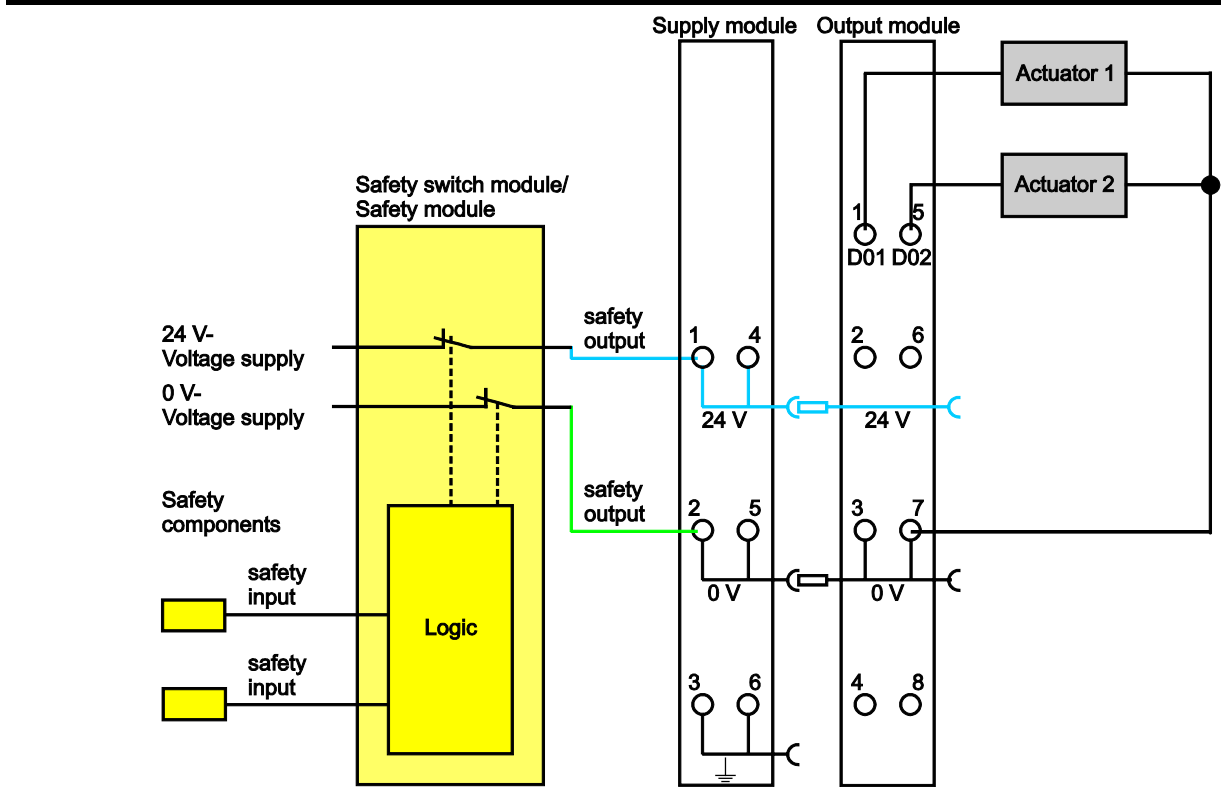 Supply module
Output module
Actuator 1
Actuator 2
Safety switch module/
Safety module
1
5
D01
D02
24 V-
Voltage supply
0 V-
Voltage supply
safety
output
1
4
2
6
24 V
24 V
Safety
components
safety
output
2
5
3
7
0 V
0 V
safety
input
Logic
safety
input
3
6
4
8